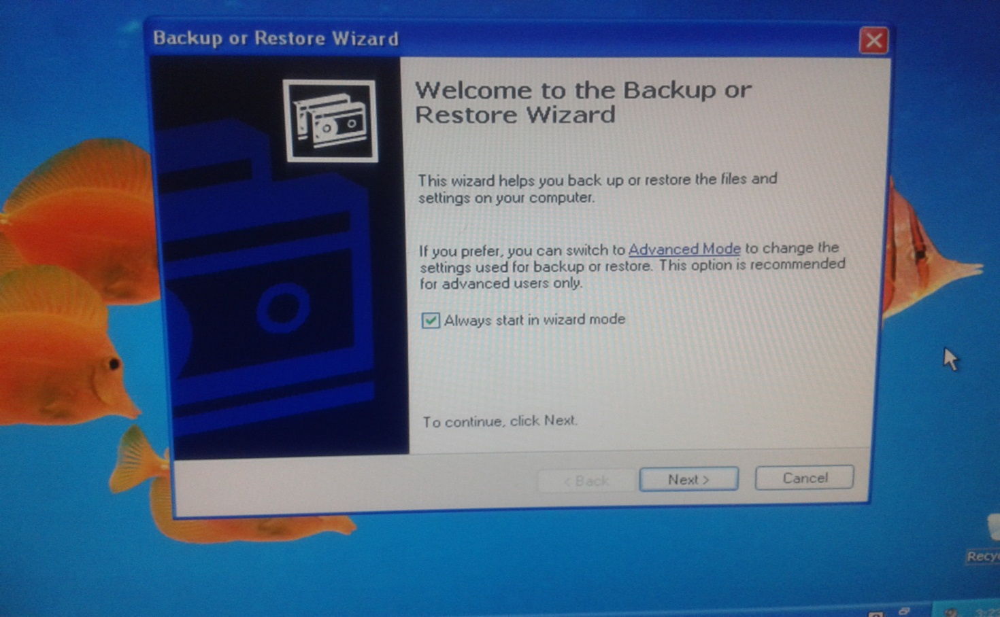 Backup or Restore Wizard
Welcome to the Backup or
Restore Wizard
This wizard helps you back up or restore the files and
settings on your computer.
If you prefer, you can switch to Advanced Mode to change the
settings used for backup or restore. This option is recommended
for advanced users only.
Always start in wizard mode
To continue, click Next.
< Back
Next >
Cancel
Recyc